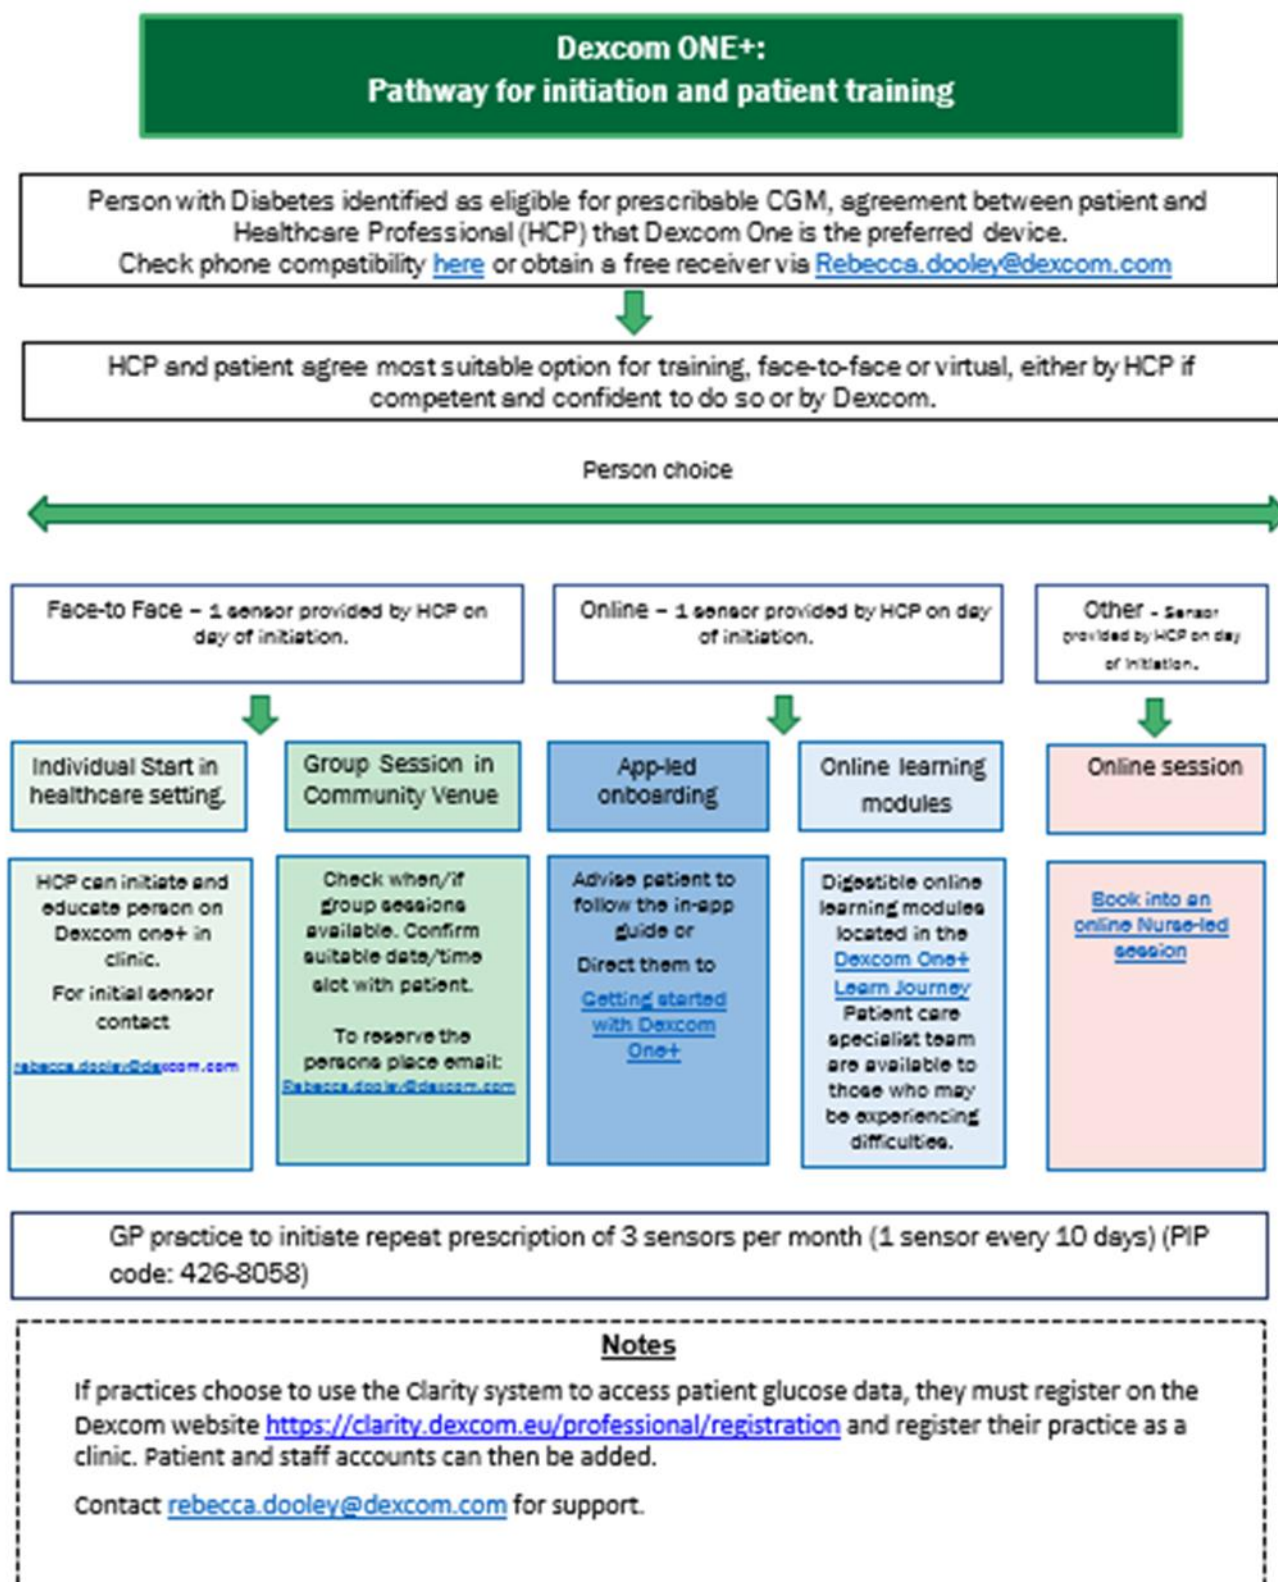 Dexcom ONE+:
Pathway for initiation and patient training
Person with Diabetes identified as eligible for prescribable CGM, agreement between patient and
Healthcare Professional (HCP) that Dexcom One is the preferred device.
Check phone compatibility here or obtain a free receiver via Rebecca.dooley@dexcom.com
HCP and patient agree most suitable option for training, face-to-face or virtual, either by HCP if
competent and confident to do so or by Dexcom.
Person choice
Face-to Face – 1 sensor provided by HCP on
day of initiation.
Online – 1 sensor provided by HCP on day
of initiation.
Other - Sensor
provided by HCP on day
of initiation.
Individual Start in
healthcare setting.
Group Session in
Community Venue
App-led
onboarding
Online learning
modules
Online session
HCP can initiate and
educate person on
Dexcom one+ in
clinic.
For initial sensor
contact
rebecca.dooley@dexcom.com
Check when/if
group sessions
available. Confirm
suitable date/time
slot with patient.
To reserve the
persons place email:
Rebecca.dooley@dexcom.com
Advise patient to
follow the in-app
guide or
Direct them to
Getting started
with Dexcom
One+
Digestible online
learning modules
located in the
Dexcom One+
Learn Journey
Patient care
specialist team
are available to
those who may
be experiencing
difficulties.
Book into an
online Nurse-led
session
GP practice to initiate repeat prescription of 3 sensors per month (1 sensor every 10 days) (PIP
code: 426-8058)
Notes
If practices choose to use the Clarity system to access patient glucose data, they must register on the
Dexcom website https://clarity.dexcom.eu/professional/registration and register their practice as a
clinic. Patient and staff accounts can then be added.
Contact rebecca.dooley@dexcom.com for support.